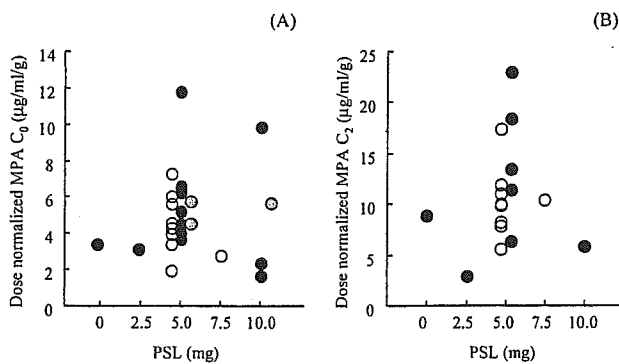 (A)
Dose normalized MPA C₀ (μg/ml/g)
14
12
10
8
6
4
2
0
0 2.5 5.0 7.5 10.0
PSL (mg)
(B)
Dose normalized MPA C₂ (μg/ml/g)
25
20
15
10
5
0
0 2.5 5.0 7.5 10.0
PSL (mg)